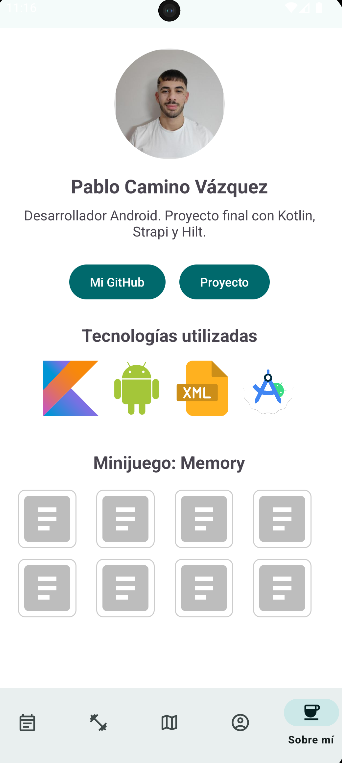 Pablo Camino Vázquez
Desarrollador Android. Proyecto final con Kotlin,
Strapi y Hilt.
Mi GitHub
Proyecto
Tecnologías utilizadas
XML
Minijuego: Memory
Sobre mí